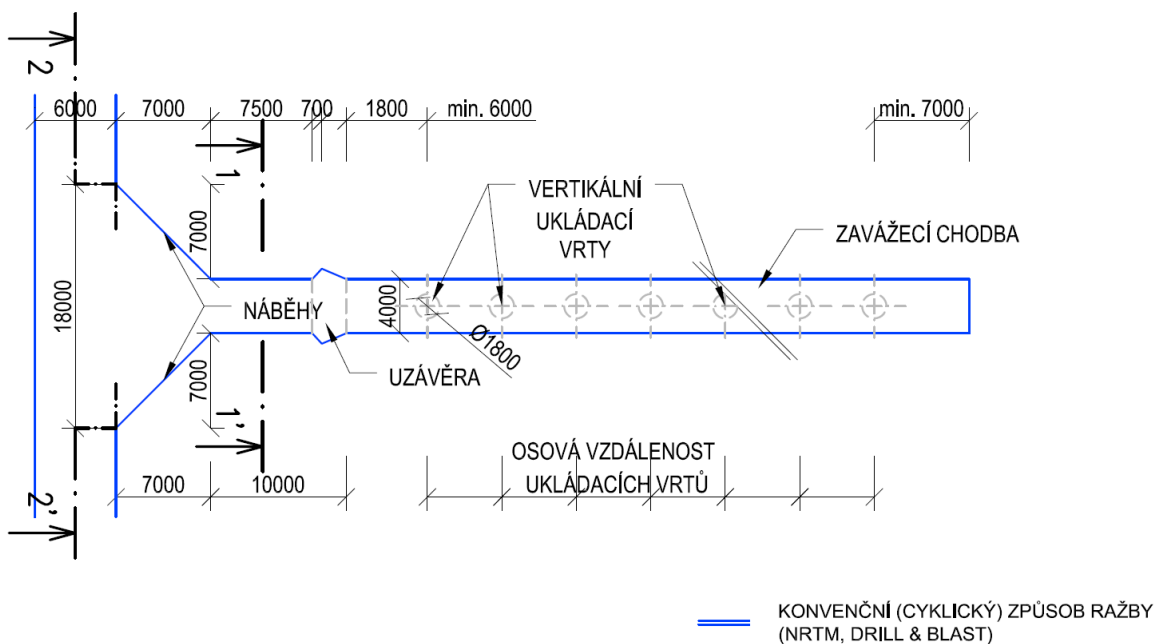 2
6000 7000 7500 700 1800 min. 6000 min. 7000
1
VERTIKÁLNÍ
UKLÁDACÍ
VRTY
ZAVÁŽECÍ CHODBA
7000
18000
NÁBĚHY
4000
Ø1800
UZÁVĚRA
7000
1'
OSOVÁ VZDÁLENOST
UKLÁDACÍCH VRTŮ
7000 10000
2'
KONVENČNÍ (CYKLICKÝ) ZPŮSOB RAŽBY
(NRTM, DRILL & BLAST)